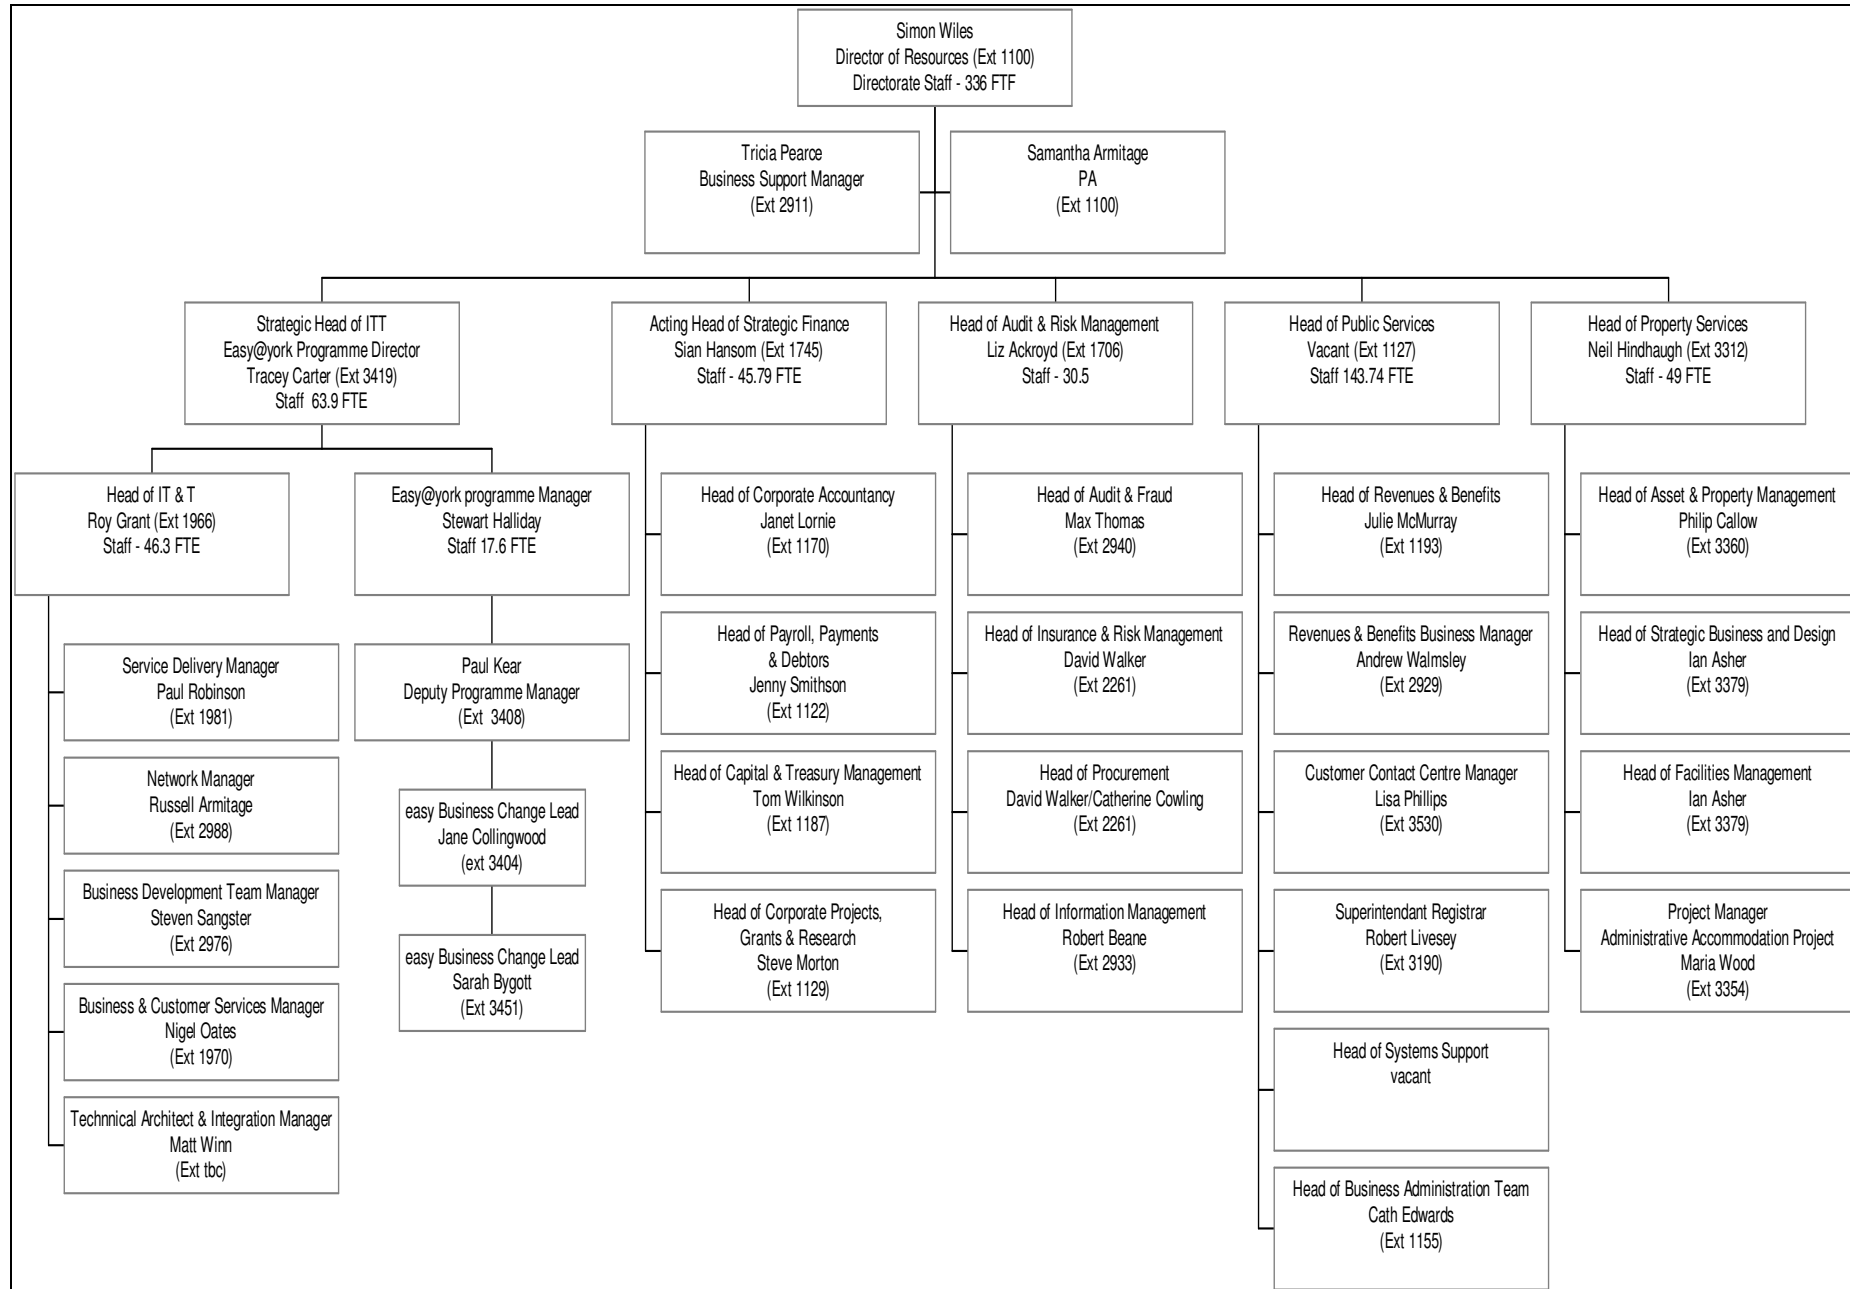 Simon Wiles
Director of Resources (Ext 1100)
Directorate Staff - 336 FTF
Tricia Pearce
Business Support Manager
(Ext 2911)
Samantha Armitage
PA
(Ext 1100)
Strategic Head of ITT
Easy@york Programme Director
Tracey Carter (Ext 3419)
Staff  63.9 FTE
Acting Head of Strategic Finance
Sian Hansom (Ext 1745)
Staff - 45.79 FTE
Head of Audit & Risk Management
Liz Ackroyd (Ext 1706)
Staff - 30.5
Head of Public Services
Vacant (Ext 1127)
Staff 143.74 FTE
Head of Property Services
Neil Hindhaugh (Ext 3312)
Staff - 49 FTE
Head of IT & T
Roy Grant (Ext 1966)
Staff - 46.3 FTE
Service Delivery Manager
Paul Robinson
(Ext 1981)
Network Manager
Russell Armitage
(Ext 2988)
Business Development Team Manager
Steven Sangster
(Ext 2976)
Business & Customer Services Manager
Nigel Oates
(Ext 1970)
Technnical Architect & Integration Manager
Matt Winn
(Ext tbc)
Easy@york programme Manager
Stewart Halliday
Staff 17.6 FTE
Paul Kear
Deputy Programme Manager
(Ext  3408)
easy Business Change Lead
Jane Collingwood
(ext 3404)
easy Business Change Lead
Sarah Bygott
(Ext 3451)
Head of Corporate Accountancy
Janet Lornie
(Ext 1170)
Head of Payroll, Payments
& Debtors
Jenny Smithson
(Ext 1122)
Head of Capital & Treasury Management
Tom Wilkinson
(Ext 1187)
Head of Corporate Projects,
Grants & Research
Steve Morton
(Ext 1129)
Head of Audit & Fraud
Max Thomas
(Ext 2940)
Head of Insurance & Risk Management
David Walker
(Ext 2261)
Head of Procurement
David Walker/Catherine Cowling
(Ext 2261)
Head of Information Management
Robert Beane
(Ext 2933)
Head of Revenues & Benefits
Julie McMurray
(Ext 1193)
Revenues & Benefits Business Manager
Andrew Walmsley
(Ext 2929)
Customer Contact Centre Manager
Lisa Phillips
(Ext 3530)
Superintendant Registrar
Robert Livesey
(Ext 3190)
Head of Systems Support
vacant
Head of Business Administration Team
Cath Edwards
(Ext 1155)
Head of Asset & Property Management
Philip Callow
(Ext 3360)
Head of Strategic Business and Design
Ian Asher
(Ext 3379)
Head of Facilities Management
Ian Asher
(Ext 3379)
Project Manager
Administrative Accommodation Project
Maria Wood
(Ext 3354)